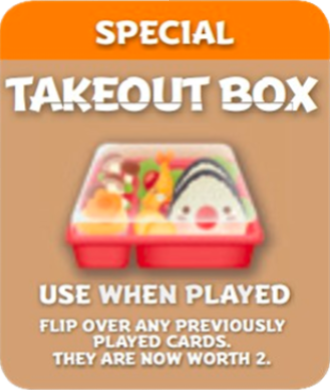 SPECIAL
TAKEOUT BOX
USE WHEN PLAYED
FLIP OVER ANY PREVIOUSLY
PLAYED CARDS.
THEY ARE NOW WORTH 2.